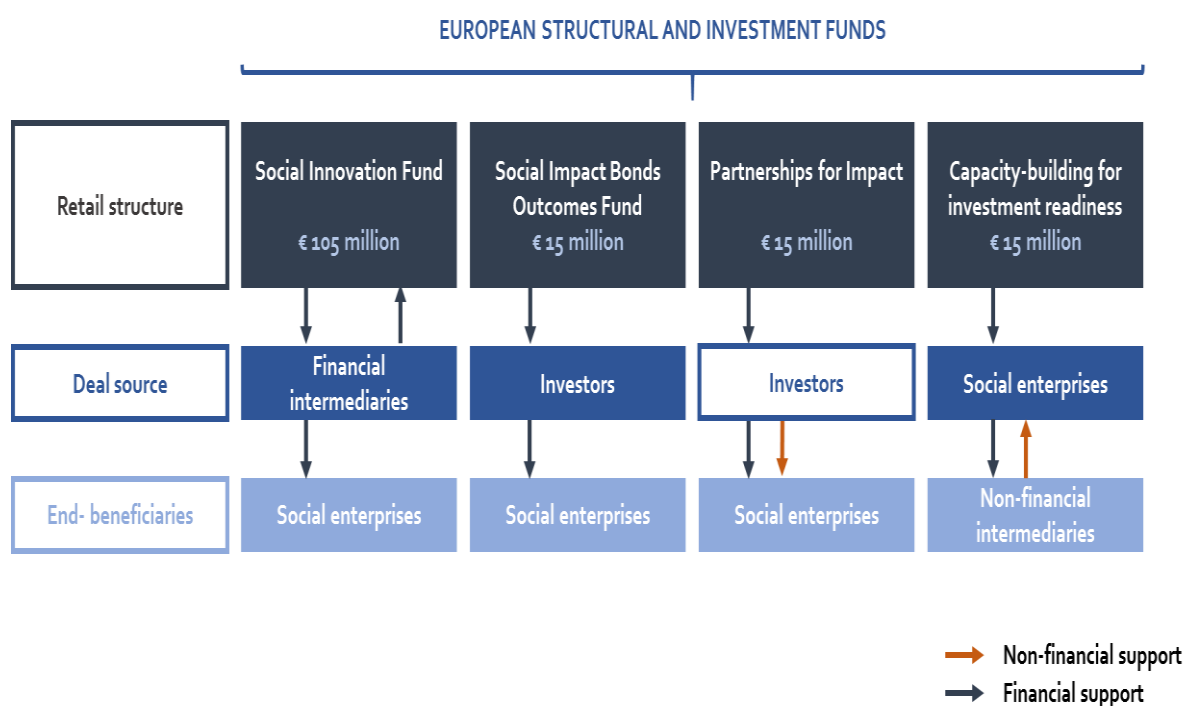 EUROPEAN STRUCTURAL AND INVESTMENT FUNDS
Retail structure
Social Innovation Fund
€ 105 million
Social Impact Bonds
Outcomes Fund
€ 15 million
Partnerships for Impact
€ 15 million
Capacity-building for
investment readiness
€ 15 million
Deal source
Financial
intermediaries
Investors
Investors
Social enterprises
End- beneficiaries
Social enterprises
Social enterprises
Social enterprises
Non-financial
intermediaries
Non-financial support
Financial support